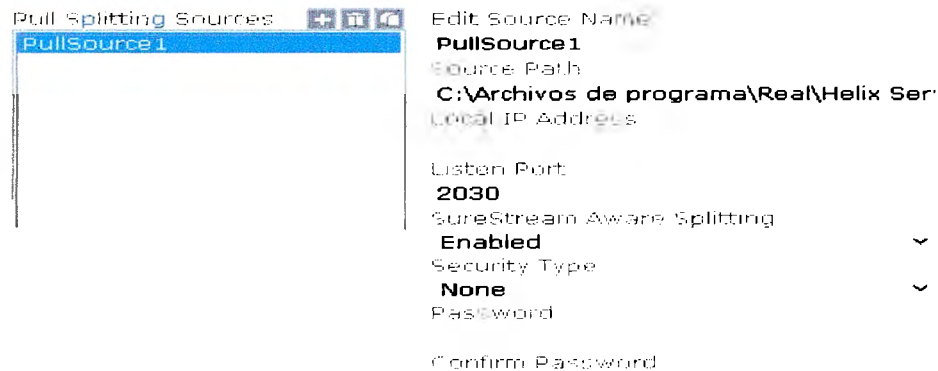 Pull Splitting Sources
PullSource1
Edit Source Name
PullSource1
Source Path
C:\Archivos de programa\Real\Helix Ser
Local IP Address
Listen Port
2030
SureStream Aware Splitting
Enabled
Security Type
None
Password
Confirm Password